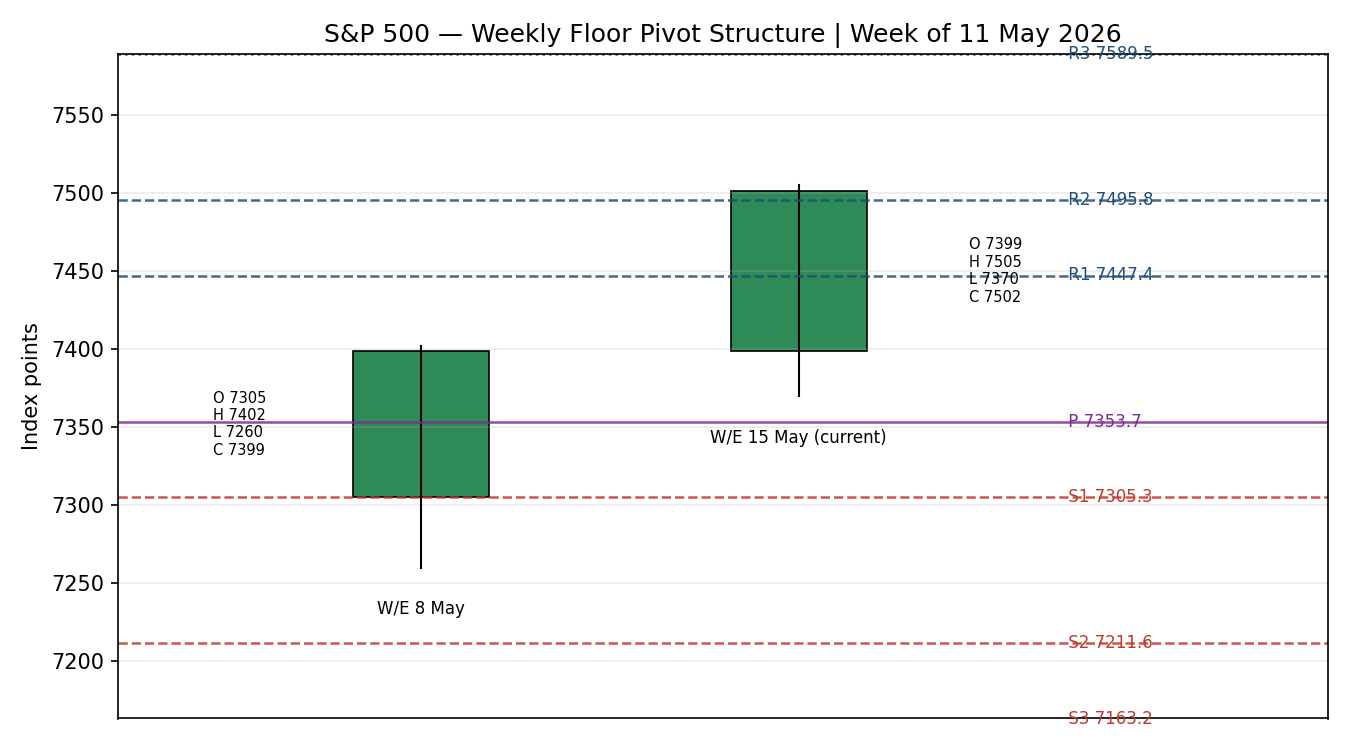 S&P 500 — Weekly Floor Pivot Structure | Week of 11 May 2026
R3 7589.5
7550
7500
R2 7495.8
O 7399
H 7505
L 7370
C 7502
7450
R1 7447.4
7400
Index points
O 7305
H 7402
L 7260
C 7399
7350
P 7353.7
W/E 15 May (current)
7300
S1 7305.3
7250
W/E 8 May
S2 7211.6
7200
S3 7163.2